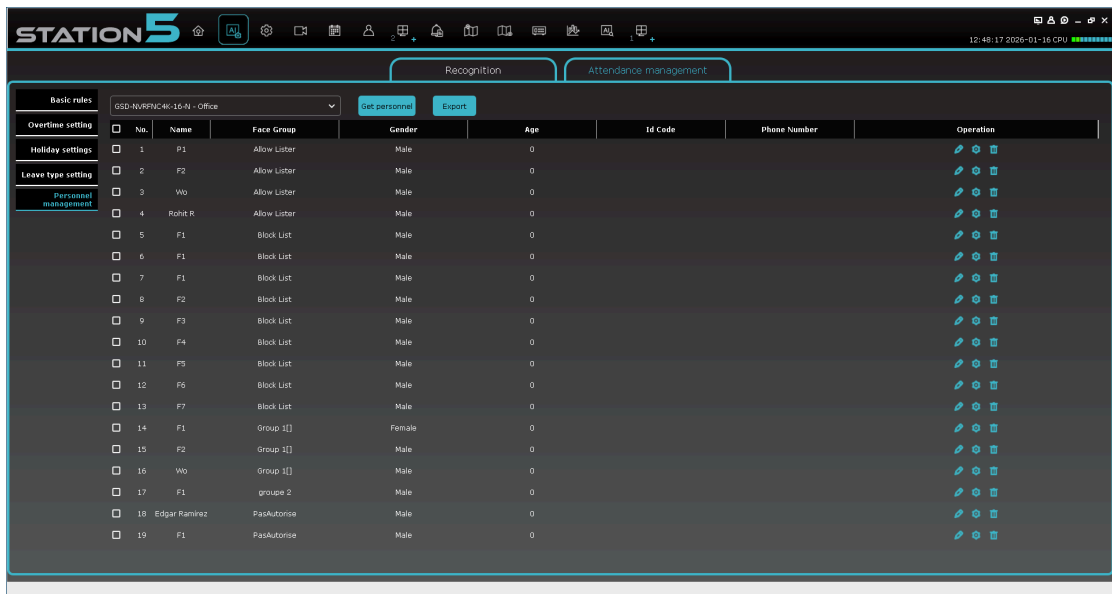 STATION5
2
1
12:48:17 2026-01-16 CPU
Recognition Attendance management
Basic rules
Overtime setting
Holiday settings
Leave type setting
Personnel
management
GSD-NVRFNC4K-16-N - Office Get personnel Export
No. Name Face Group Gender Age Id Code Phone Number Operation
1 P1 Allow Lister Male 0
2 F2 Allow Lister Male 0
3 Wo Allow Lister Male 0
4 Rohit R Allow Lister Male 0
5 F1 Block List Male 0
6 F1 Block List Male 0
7 F1 Block List Male 0
8 F2 Block List Male 0
9 F3 Block List Male 0
10 F4 Block List Male 0
11 F5 Block List Male 0
12 F6 Block List Male 0
13 F7 Block List Male 0
14 F1 Group 1[] Female 0
15 F2 Group 1[] Male 0
16 Wo Group 1[] Male 0
17 F1 groupe 2 Male 0
18 Edgar Ramirez PasAutorise Male 0
19 F1 PasAutorise Male 0